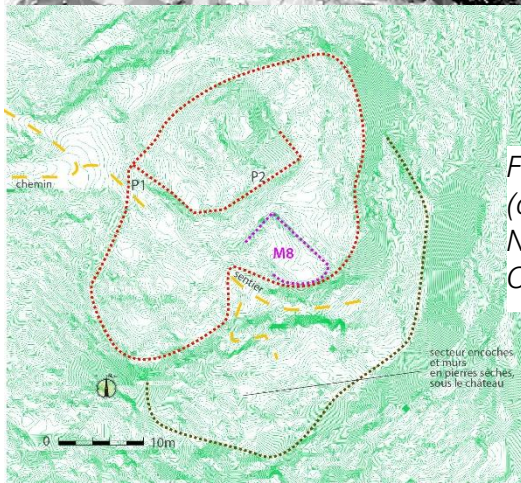 chemin
P1
P2
M8
sentier
secteur encoches
et murs
en pierres sèches,
sous le château
0
10m
F
(
N
C